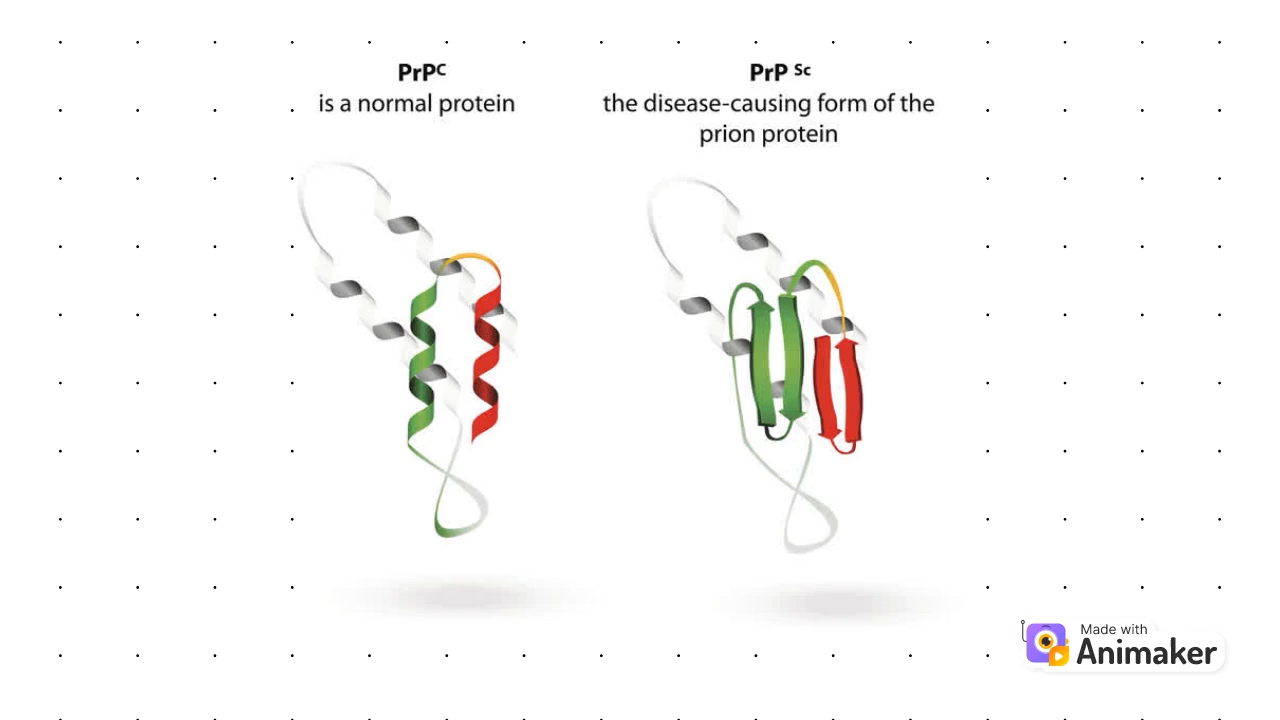 PrPC
is a normal protein
PrP Sc
the disease-causing form of the
prion protein
Made with
Animaker